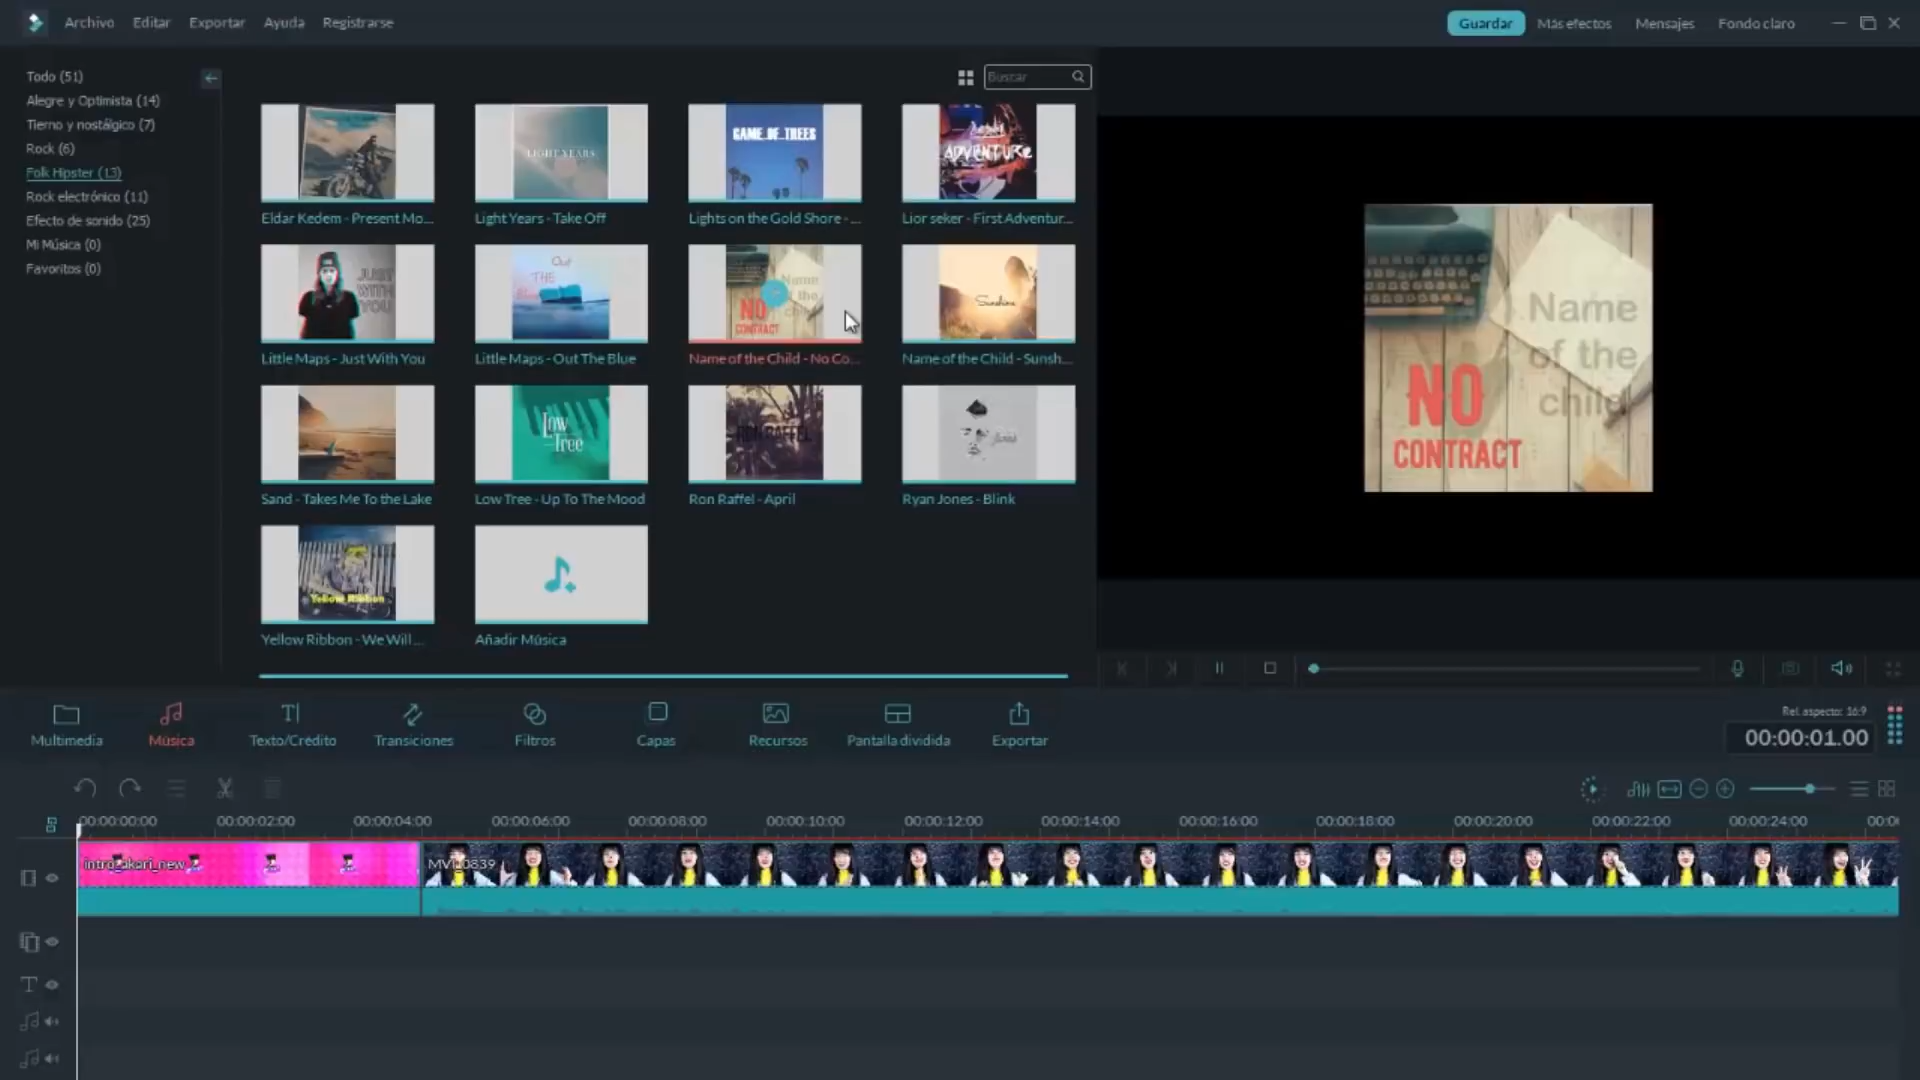 Archivo Editar Exportar Ayuda Registrarse
Guardar Más efectos Mensajes Fondo claro
Todo (51)
Alegre y Optimista (14)
Tierno y nostálgico (7)
Rock (6)
Folk Hipster (13)
Rock electrónico (11)
Efecto de sonido (25)
Mi Música (0)
Favoritos (0)
Buscar
LIGHT YEARS
GAME OF TREES
ADVENTURE
Eldar Kedem - Present Mo...
Light Years - Take Off
Lights on the Gold Shore - ...
Lior seker - First Adventur...
JUST WITH YOU
Out THE Blue
Name of the child
NO CONTRACT
Sunshine
Little Maps - Just With You
Little Maps - Out The Blue
Name of the Child - No Co...
Name of the Child - Sunsh...
Low Tree
RON RAFFEL
Sand - Takes Me To the Lake
Low Tree - Up To The Mood
Ron Raffel - April
Ryan Jones - Blink
Yellow Ribbon
Yellow Ribbon - We Will ...
Añadir Música
Name
of the
child
NO
CONTRACT
Multimedia Música Texto/Crédito Transiciones Filtros Capas Recursos Pantalla dividida Exportar
Rel. aspecto: 16:9
00:00:01.00
00:00:00:00 00:00:02:00 00:00:04:00 00:00:06:00 00:00:08:00 00:00:10:00 00:00:12:00 00:00:14:00 00:00:16:00 00:00:18:00 00:00:20:00 00:00:22:00 00:00:24:00 00:0
intro_akari_new
MVI_0839
T